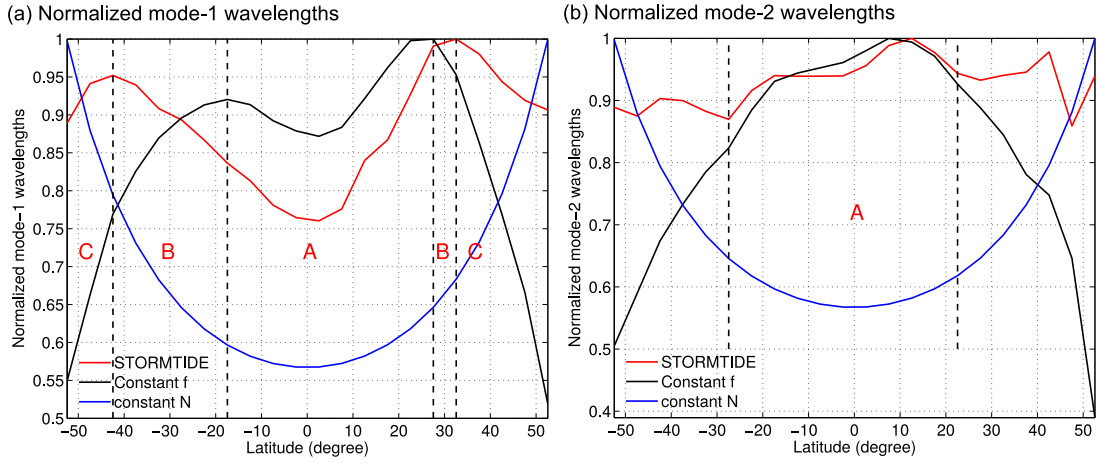 (a) Normalized mode-1 wavelengths
Normalized mode-1 wavelengths
1
0.95
0.9
0.85
0.8
0.75
0.7
0.65
0.6
0.55
0.5
C
B
A
B
C
STORMTIDE
Constant f
constant N
−50 −40 −30 −20 −10 0 10 20 30 40 50
Latitude (degree)
(b) Normalized mode-2 wavelengths
Normalized mode-2 wavelengths
1
0.9
0.8
0.7
0.6
0.5
0.4
A
STORMTIDE
Constant f
constant N
−50 −40 −30 −20 −10 0 10 20 30 40 50
Latitude (degree)